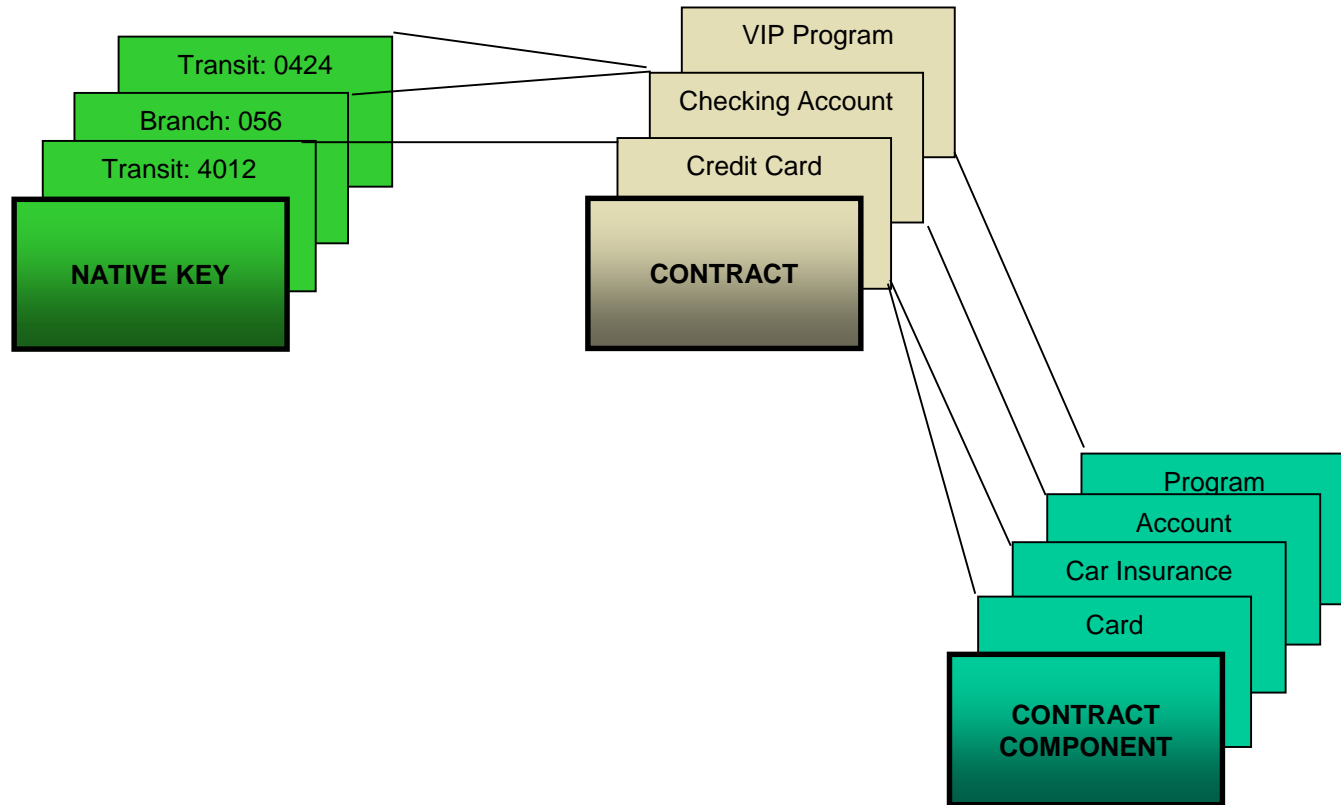 Transit: 0424
Branch: 056
Transit: 4012
NATIVE KEY
VIP Program
Checking Account
Credit Card
CONTRACT
Program
Account
Car Insurance
Card
CONTRACT
COMPONENT